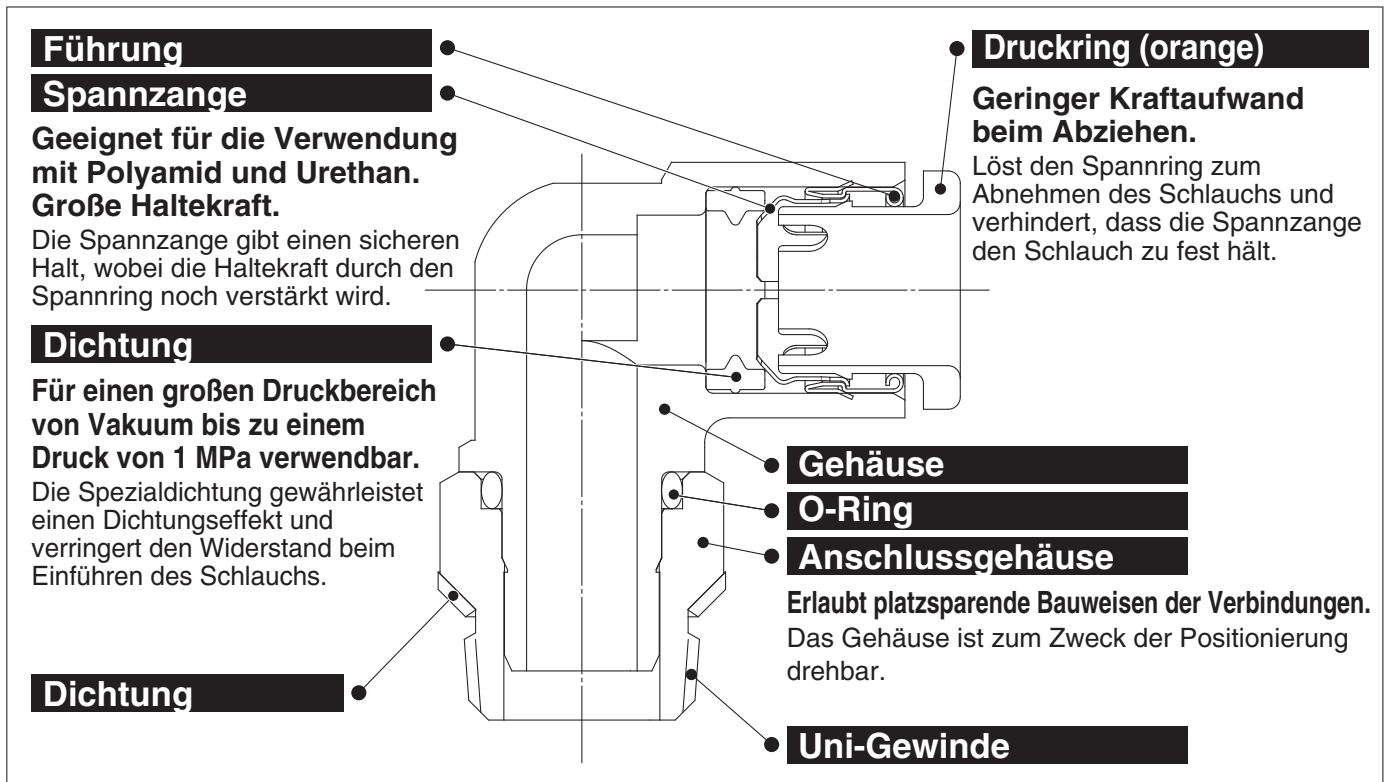 Führung
Spannzange
Geeignet für die Verwendung
mit Polyamid und Urethan.
Große Haltekraft.
Die Spannzange gibt einen sicheren
Halt, wobei die Haltekraft durch den
Spannring noch verstärkt wird.
Dichtung
Für einen großen Druckbereich
von Vakuum bis zu einem
Druck von 1 MPa verwendbar.
Die Spezialdichtung gewährleistet
einen Dichtungseffekt und
verringert den Widerstand beim
Einführen des Schlauchs.
Dichtung
Druckring (orange)
Geringer Kraftaufwand
beim Abziehen.
Löst den Spannring zum
Abnehmen des Schlauchs und
verhindert, dass die Spannzange
den Schlauch zu fest hält.
Gehäuse
O-Ring
Anschlussgehäuse
Erlaubt platzsparende Bauweisen der Verbindungen.
Das Gehäuse ist zum Zweck der Positionierung
drehbar.
Uni-Gewinde